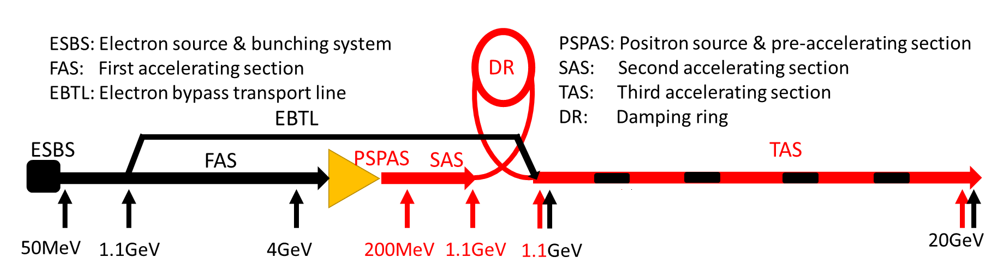 ESBS: Electron source & bunching system
FAS: First accelerating section
EBTL: Electron bypass transport line
PSPAS: Positron source & pre-accelerating section
SAS: Second accelerating section
TAS: Third accelerating section
DR: Damping ring
DR
EBTL
ESBS
FAS
PSPAS
SAS
TAS
50MeV
1.1GeV
4GeV
200MeV
1.1GeV
1.1GeV
20GeV